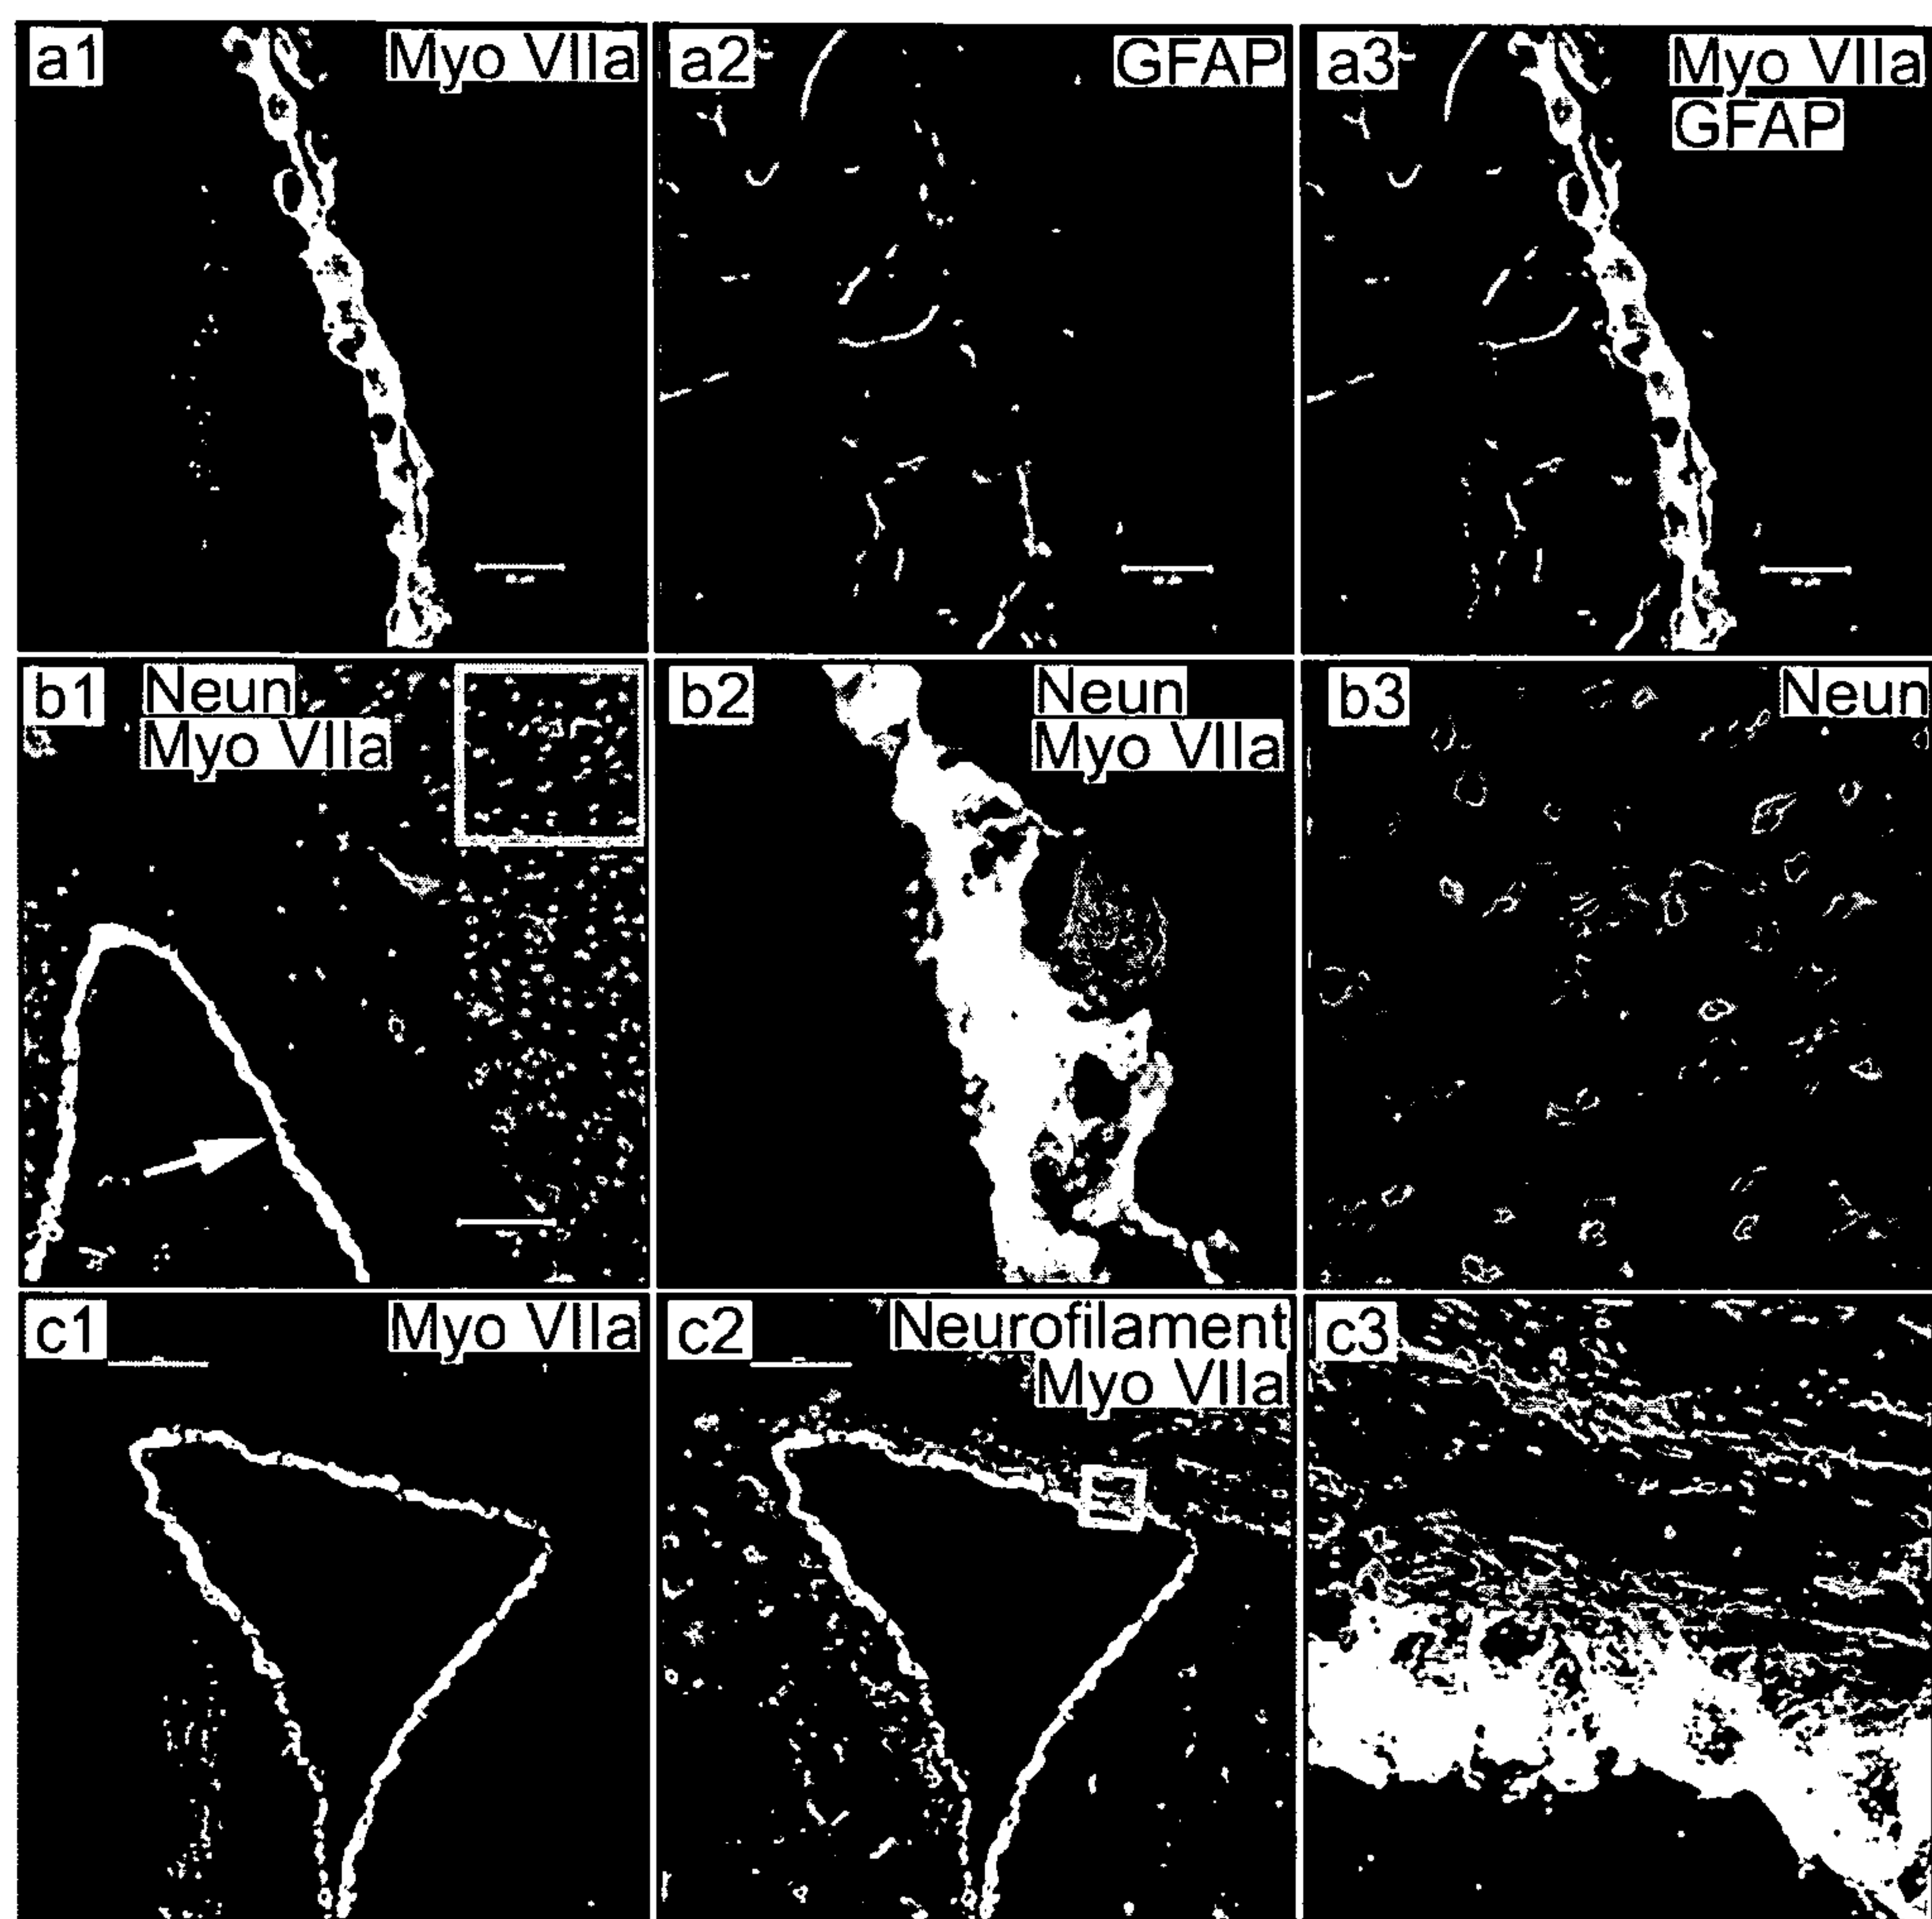 a1
Myo VIIa
a2
GFAP
a3
Myo VIIa
GFAP
b1
Neun
Myo VIIa
b2
Neun
Myo VIIa
b3
Neun
c1
Myo VIIa
c2
Neurofilament
Myo VIIa
c3